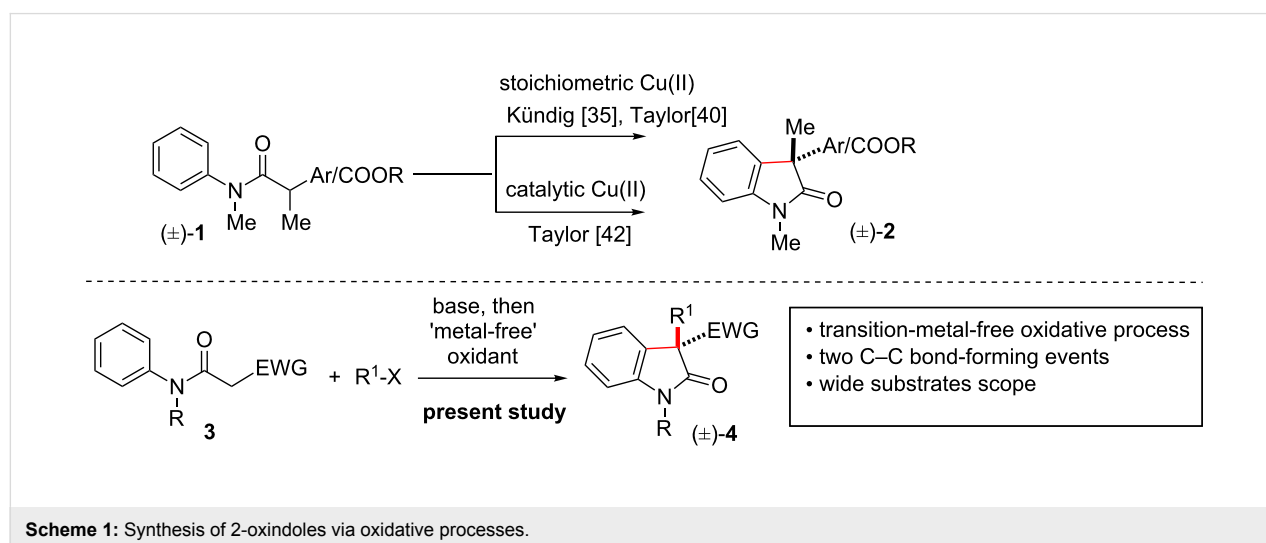 stoichiometric Cu(II)
Kündig [35], Taylor[40]
O
Ar/COOR
N
Me
Me
(±)-1
catalytic Cu(II)
Taylor [42]
Me
Ar/COOR
O
N
Me
(±)-2
O
EWG
N
R
3
+ R¹-X
base, then
'metal-free'
oxidant
present study
R¹
EWG
O
N
R
(±)-4
• transition-metal-free oxidative process
• two C–C bond-forming events
• wide substrates scope
Scheme 1: Synthesis of 2-oxindoles via oxidative processes.